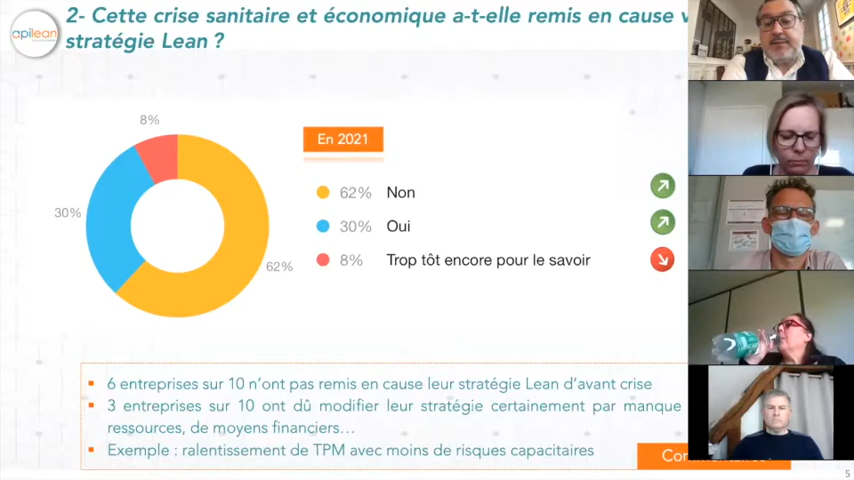 apilean
2- Cette crise sanitaire et économique a-t-elle remis en cause
stratégie Lean ?
8%
30%
62%
En 2021
62% Non
30% Oui
8% Trop tôt encore pour le savoir
6 entreprises sur 10 n'ont pas remis en cause leur stratégie Lean d'avant crise
3 entreprises sur 10 ont dû modifier leur stratégie certainement par manque
ressources, de moyens financiers…
Exemple : ralentissement de TPM avec moins de risques capacitaires
5